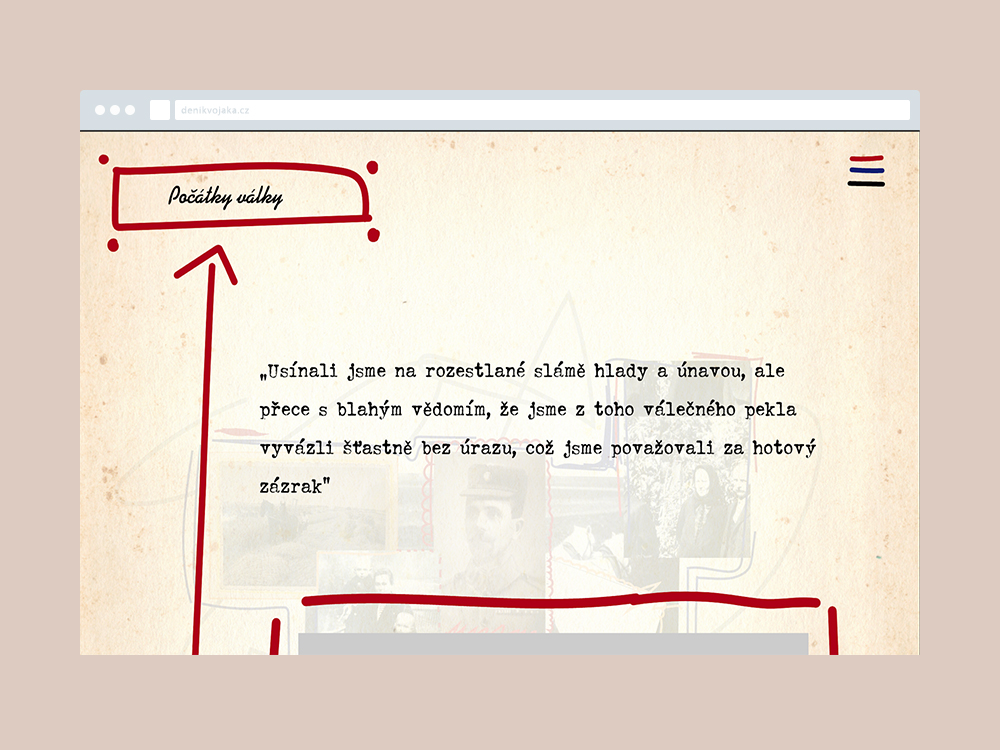 denikvojaka.cz
Počátky války
„Usínali jsme na rozestlané slámě hlady a únavou, ale
přece s blahým vědomím, že jsme z toho válečného pekla
vyvázli šťastně bez úrazu, což jsme považovali za hotový
zázrak"